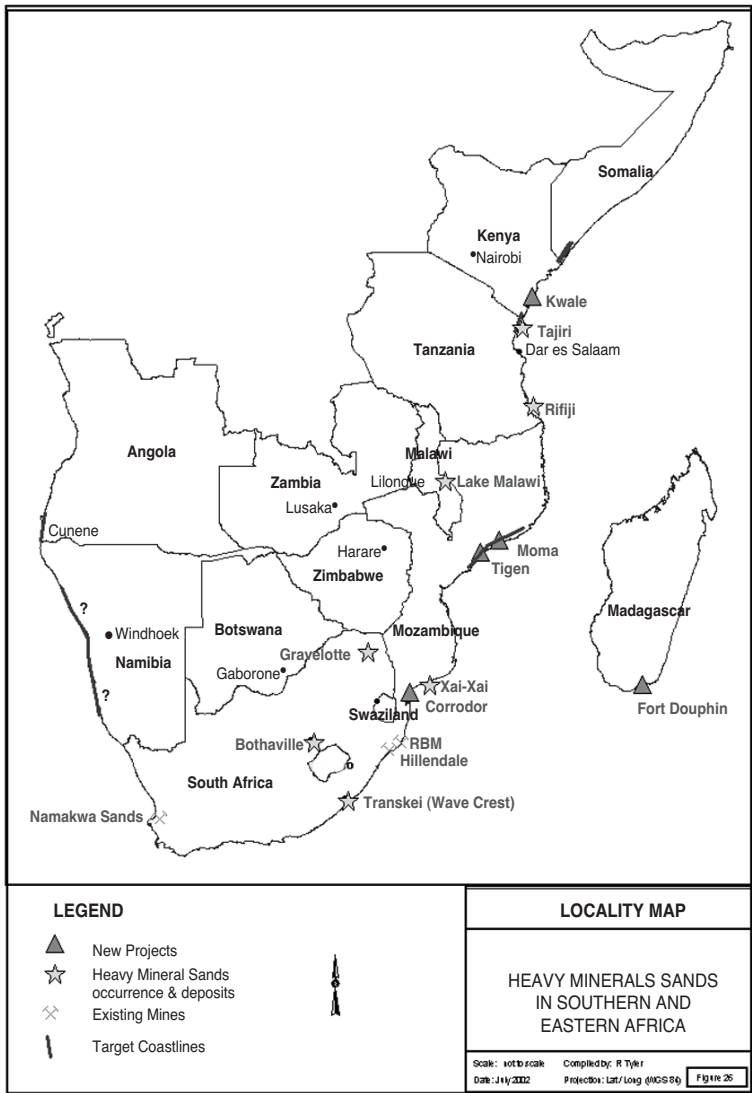 Somalia
Kenya
Nairobi
Kwale
Tajiri
Tanzania
Dar es Salaam
Rifiji
Angola
Malawi
Zambia
Lilongue
Lake Malawi
Lusaka
Cunene
Harare
Moma
Tigen
Zimbabwe
?
Madagascar
Botswana
Mozambique
Windhoek
Gravelotte
Namibia
Gaborone
Xai-Xai
?
Swaziland
Corrodor
Fort Douphin
Bothaville
RBM
Hillendale
South Africa
Transkei (Wave Crest)
Namakwa Sands
LEGEND
New Projects
Heavy Mineral Sands
occurrence & deposits
Existing Mines
Target Coastlines
LOCALITY MAP
HEAVY MINERALS SANDS
IN SOUTHERN AND
EASTERN AFRICA
Scale: not to scale Compiled by: R Tyler
Date: July 2002 Projection: Lat/Long (WGS 84) Figure 26